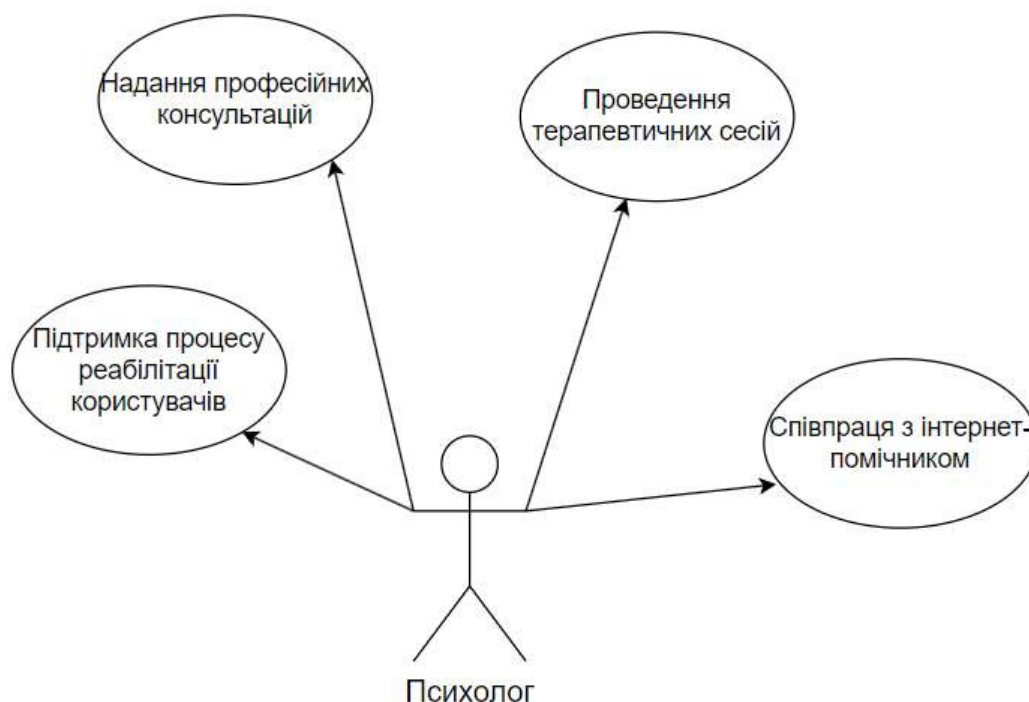 Надання професійних
консультацій
Проведення
терапевтичних сесій
Підтримка процесу
реабілітації
користувачів
Співпраця з інтернет-
помічником
Психолог